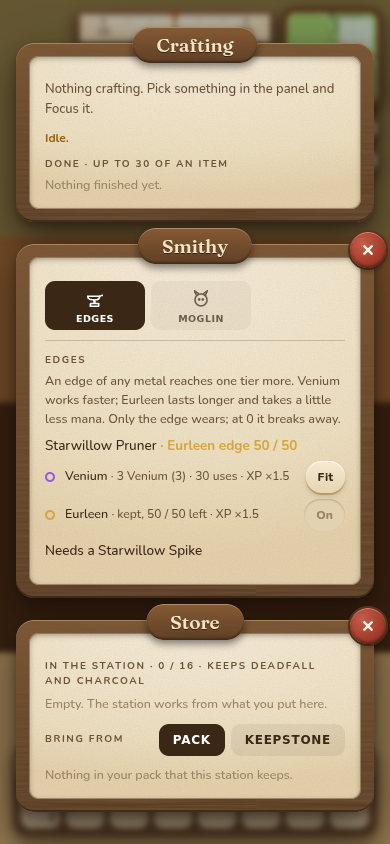 Crafting
Nothing crafting. Pick something in the panel and
Focus it.
Idle.
DONE · UP TO 30 OF AN ITEM
Nothing finished yet.
Smithy
EDGES
MOGLIN
EDGES
An edge of any metal reaches one tier more. Venium
works faster; Eurleen lasts longer and takes a little
less mana. Only the edge wears; at 0 it breaks away.
Starwillow Pruner · Eurleen edge 50 / 50
Venium · 3 Venium (3) · 30 uses · XP ×1.5
Fit
Eurleen · kept, 50 / 50 left · XP ×1.5
On
Needs a Starwillow Spike
Store
IN THE STATION · 0 / 16 · KEEPS DEADFALL
AND CHARCOAL
Empty. The station works from what you put here.
BRING FROM
PACK
KEEPSTONE
Nothing in your pack that this station keeps.